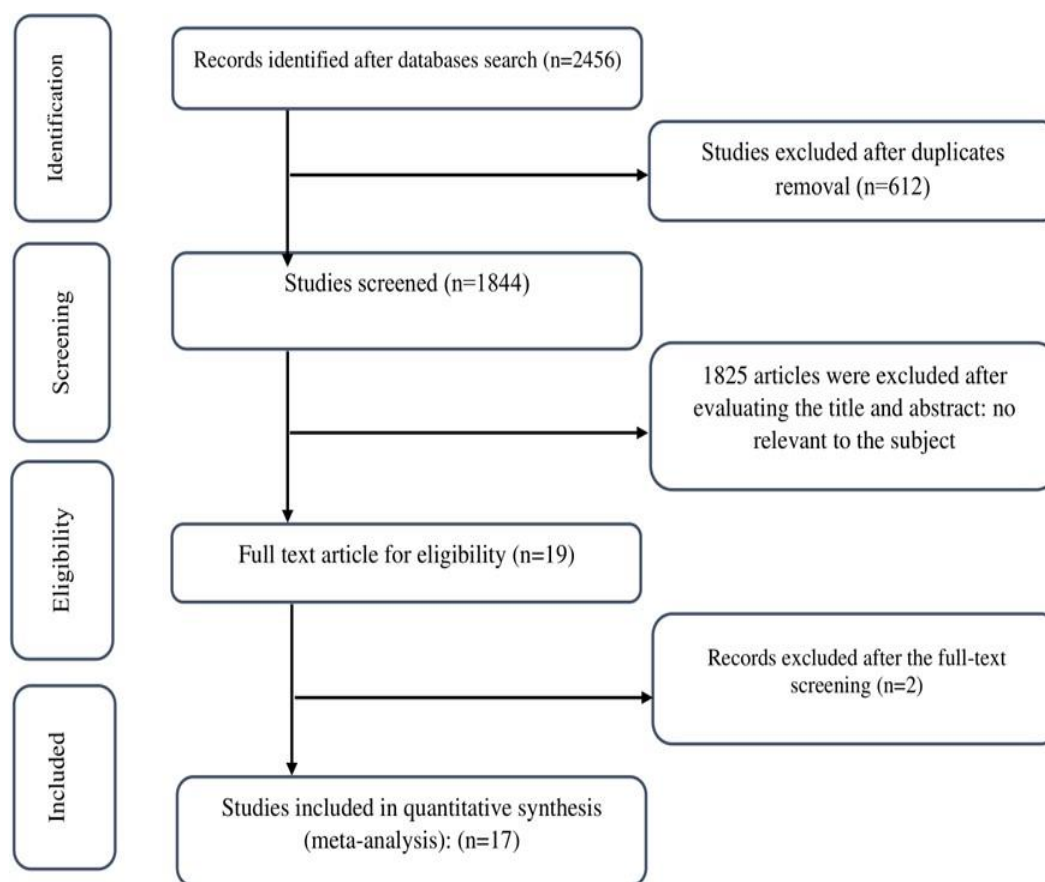 Identification
Records identified after databases search (n=2456)
Studies excluded after duplicates
removal (n=612)
Screening
Studies screened (n=1844)
1825 articles were excluded after
evaluating the title and abstract: no
relevant to the subject
Eligibility
Full text article for eligibility (n=19)
Records excluded after the full-text
screening (n=2)
Included
Studies included in quantitative synthesis
(meta-analysis): (n=17)